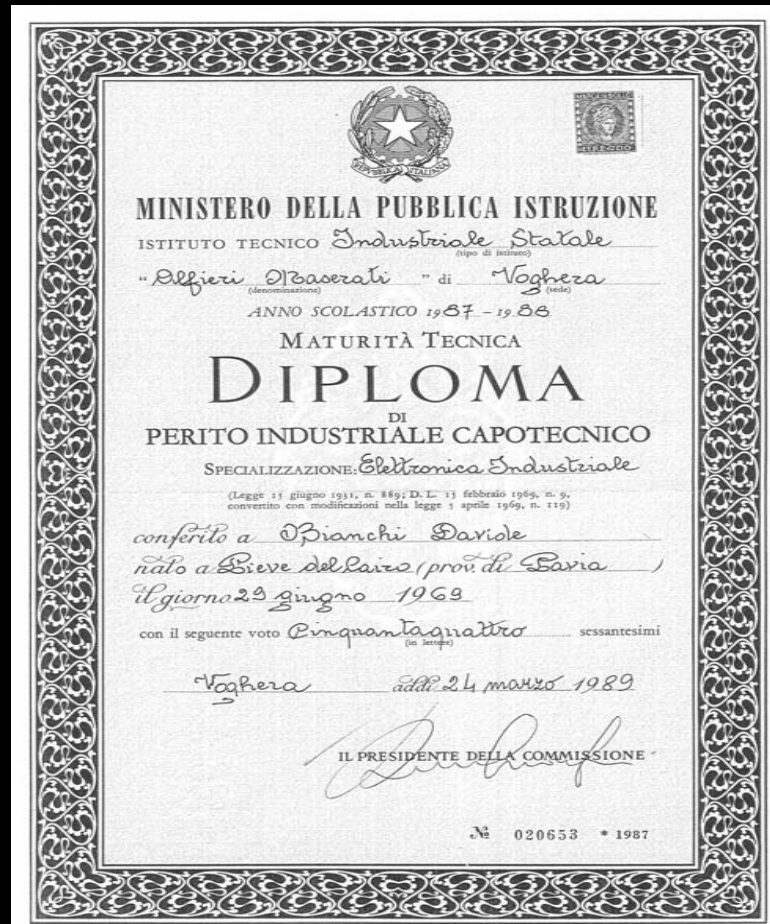 REPVBBLICA ITALIANA
MINISTERO DELLA PUBBLICA ISTRUZIONE
ISTITUTO TECNICO Industriale Statale
(tipo di istituto)
"Alfieri Maserati" di Voghera
(denominazione) (sede)
ANNO SCOLASTICO 1987-1988
MATURITÀ TECNICA
DIPLOMA
DI
PERITO INDUSTRIALE CAPOTECNICO
SPECIALIZZAZIONE: Elettronica Industriale
(Legge 15 giugno 1931, n. 889; D. L. 15 febbraio 1969, n. 9,
convertito con modificazioni nella legge 5 aprile 1969, n. 119)
conferito a Bianchi Davide
nato a Pieve del Cairo (prov. di Pavia)
il giorno 29 giugno 1969
con il seguente voto Cinquantaquattro sessantesimi
(in lettere)
Voghera addì 24 marzo 1989
IL PRESIDENTE DELLA COMMISSIONE
№ 020653 * 1987